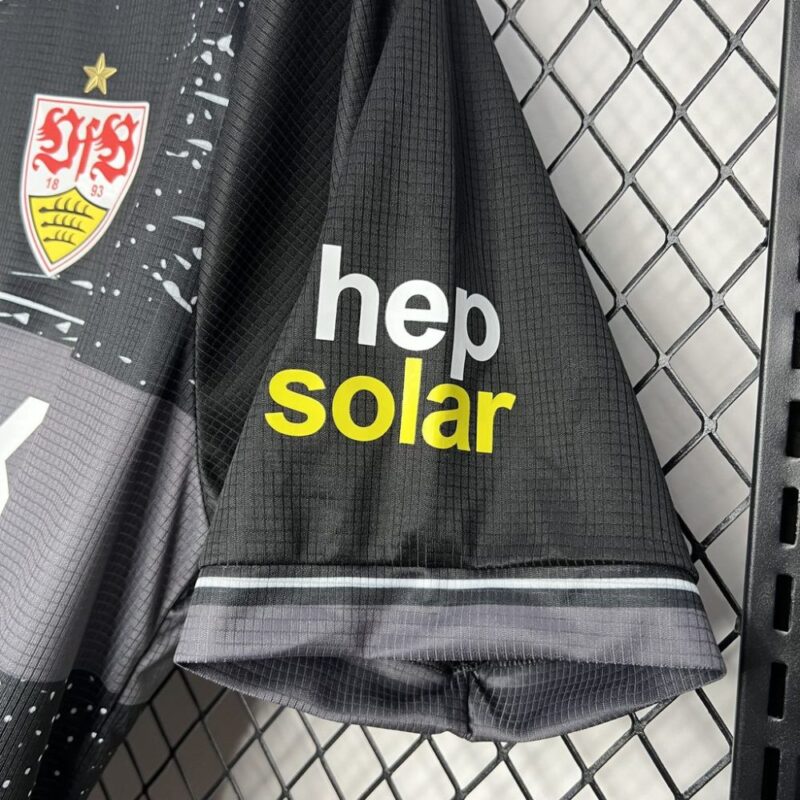 VfB
18 93
hep
solar